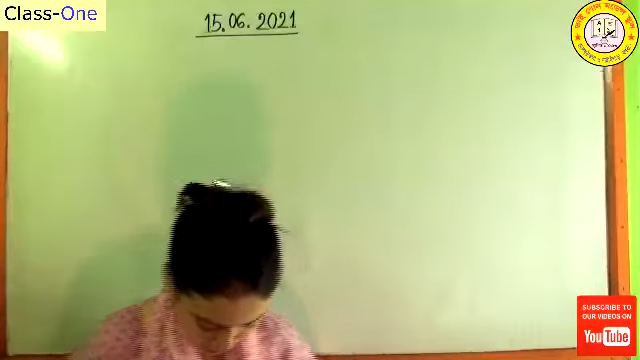 Class-One
15.06.2021
SUBSCRIBE TO
OUR VIDEOS ON
YouTube